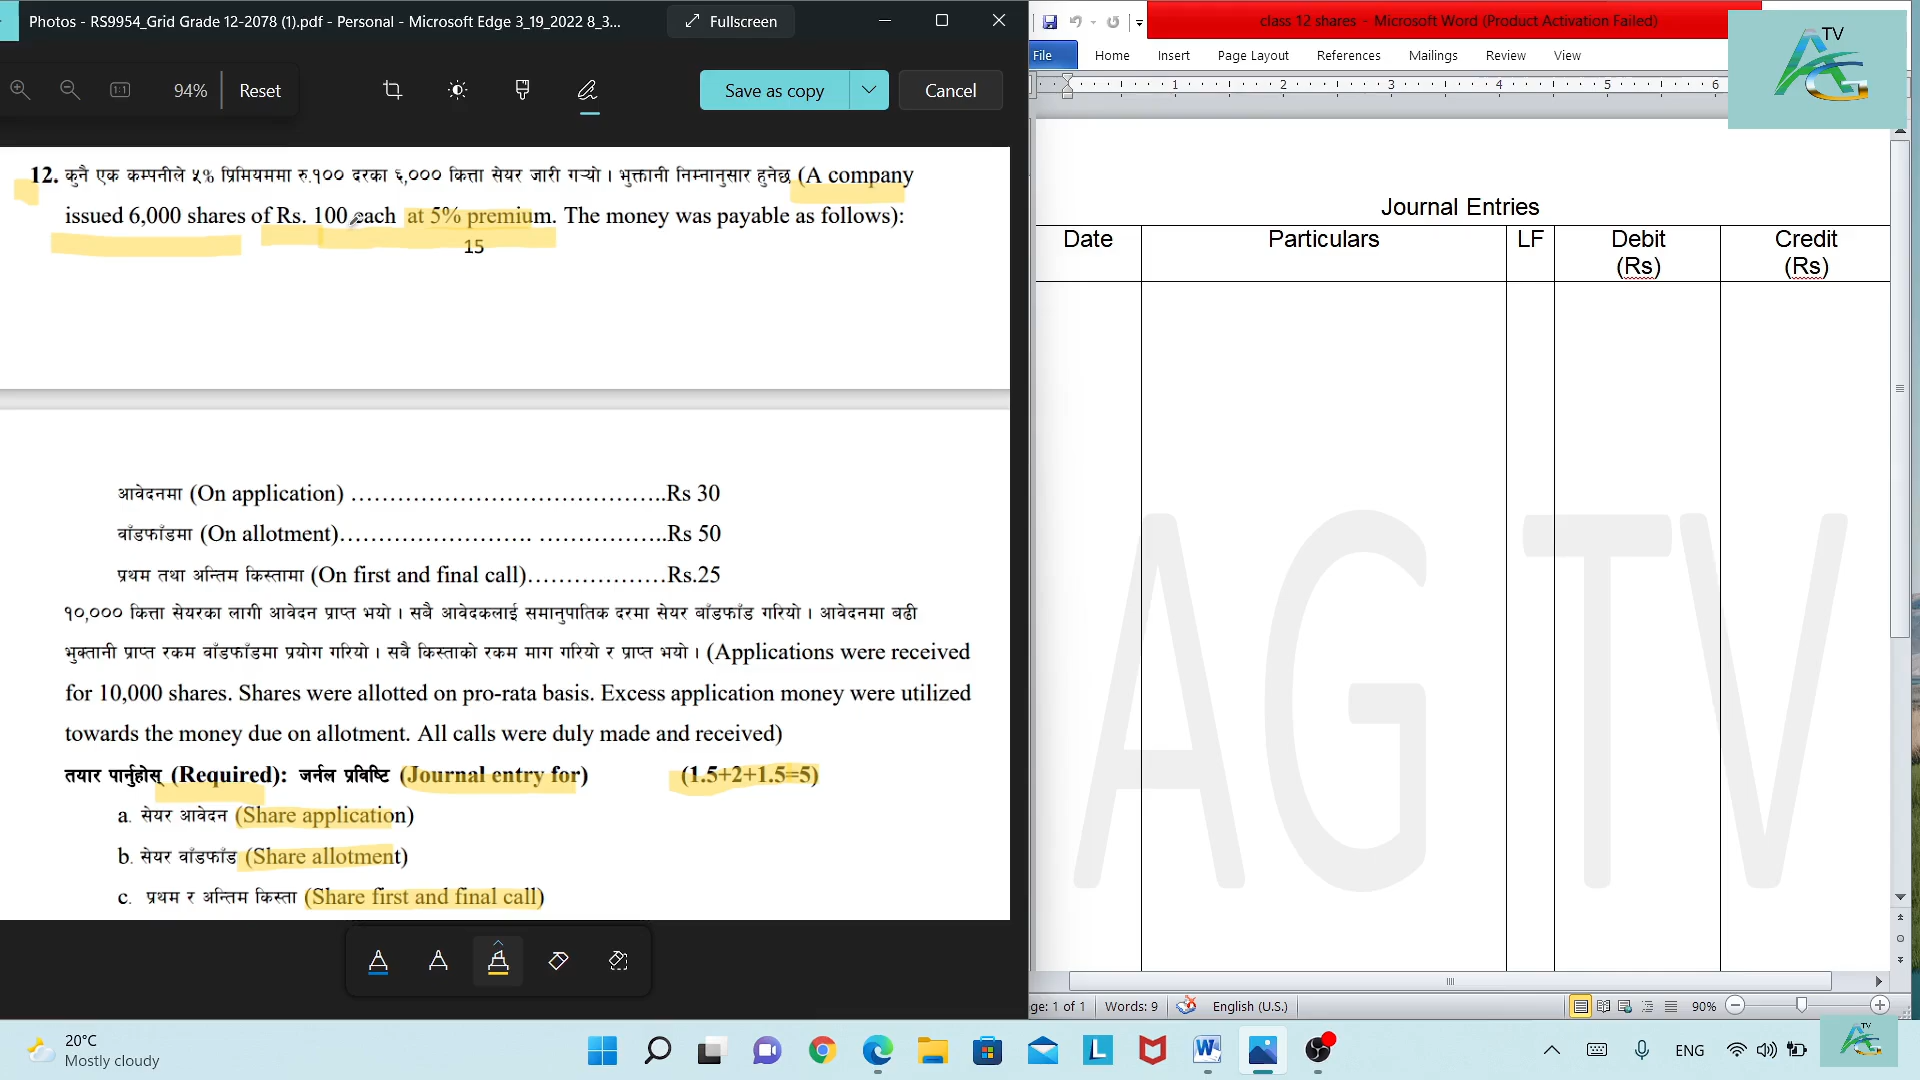 Photos - RS9954_Grid Grade 12-2078 (1).pdf - Personal - Microsoft Edge 3_19_2022 8_3...
Fullscreen
1:1
94%
Reset
Save as copy
Cancel
12. कुनै एक कम्पनीले ५% प्रिमियममा रु.१०० दरका ६,००० कित्ता सेयर जारी गऱ्यो । भुक्तानी निम्नानुसार हुनेछ (A company
issued 6,000 shares of Rs. 100 each at 5% premium. The money was payable as follows):
15
आवेदनमा (On application) ………………………………….Rs 30
बाँडफाँडमा (On allotment)……………………. ……………..Rs 50
प्रथम तथा अन्तिम किस्तामा (On first and final call)………………Rs.25
१०,००० कित्ता सेयरका लागी आवेदन प्राप्त भयो । सबै आवेदकलाई समानुपातिक दरमा सेयर बाँडफाँड गरियो । आवेदनमा बढी
भुक्तानी प्राप्त रकम बाँडफाँडमा प्रयोग गरियो । सबै किस्ताको रकम माग गरियो र प्राप्त भयो । (Applications were received
for 10,000 shares. Shares were allotted on pro-rata basis. Excess application money were utilized
towards the money due on allotment. All calls were duly made and received)
तयार पार्नुहोस् (Required): जर्नल प्रविष्टि (Journal entry for) (1.5+2+1.5=5)
a. सेयर आवेदन (Share application)
b. सेयर बाँडफाँड (Share allotment)
c. प्रथम र अन्तिम किस्ता (Share first and final call)
class 12 shares - Microsoft Word (Product Activation Failed)
File Home Insert Page Layout References Mailings Review View
1 2 3 4 5 6
TV
AG
Journal Entries
Date Particulars LF Debit (Rs) Credit (Rs)
AG TV
ge: 1 of 1 Words: 9 English (U.S.) 90%
20°C
Mostly cloudy
ENG